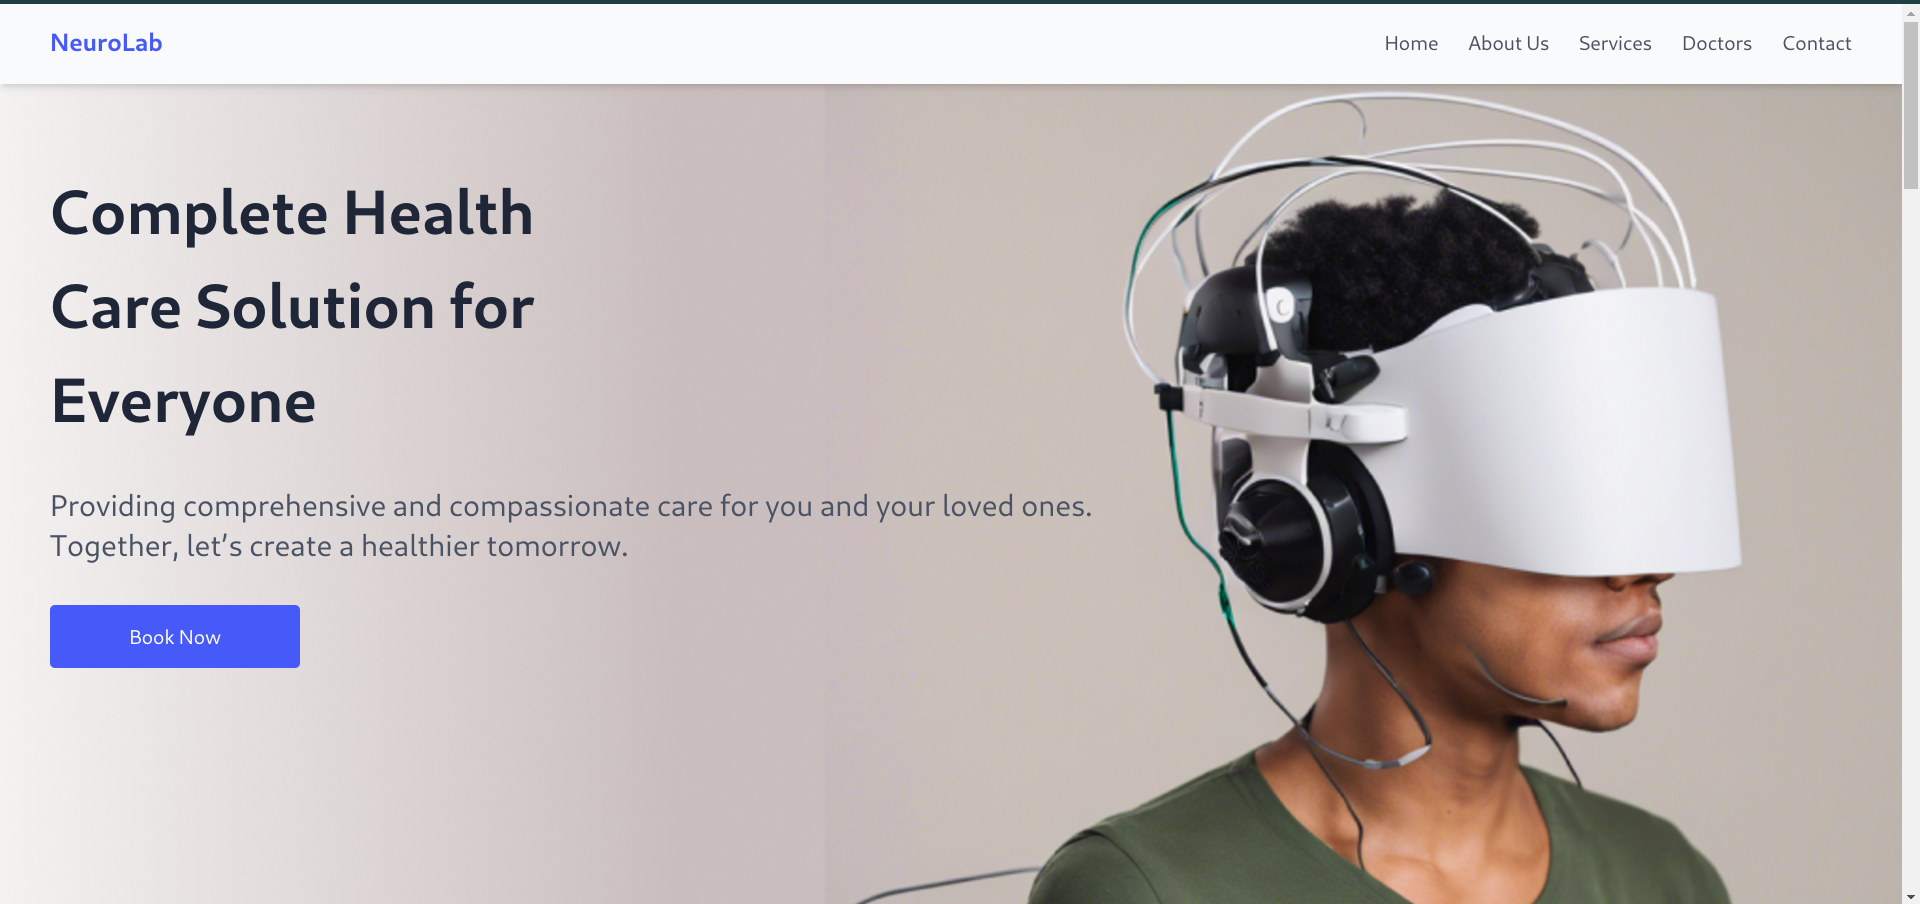 NeuroLab
Home About Us Services Doctors Contact
Complete Health
Care Solution for
Everyone
Providing comprehensive and compassionate care for you and your loved ones.
Together, let’s create a healthier tomorrow.
Book Now